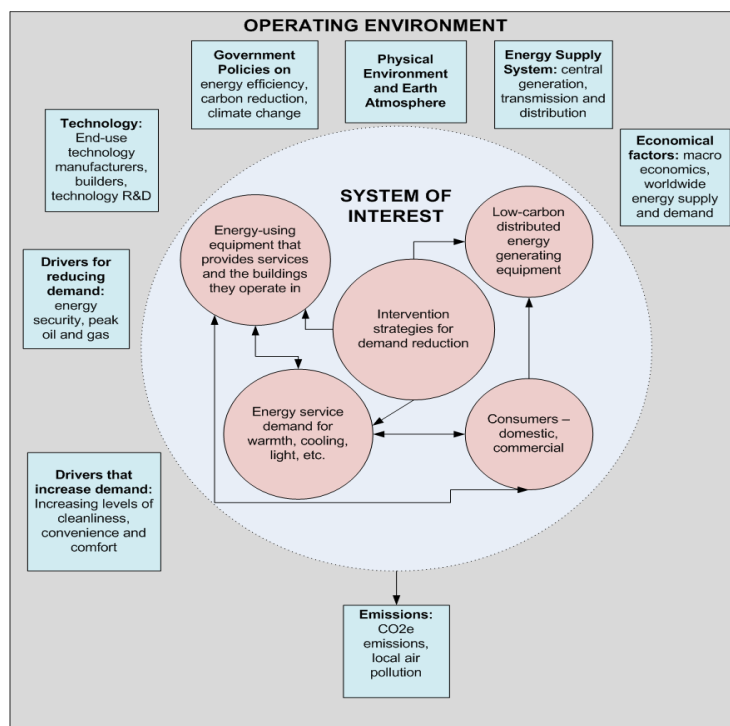 OPERATING ENVIRONMENT
Government
Policies on
energy efficiency,
carbon reduction,
climate change
Physical
Environment
and Earth
Atmosphere
Energy Supply
System: central
generation,
transmission and
distribution
Technology:
End-use
technology
manufacturers,
builders,
technology R&D
Economical
factors: macro
economics,
worldwide
energy supply
and demand
SYSTEM OF
INTEREST
Energy-using
equipment that
provides services
and the buildings
they operate in
Low-carbon
distributed
energy
generating
equipment
Drivers for
reducing
demand:
energy
security, peak
oil and gas
Intervention
strategies for
demand reduction
Energy service
demand for
warmth, cooling,
light, etc.
Consumers –
domestic,
commercial
Drivers that
increase demand:
Increasing levels of
cleanliness,
convenience and
comfort
Emissions:
CO2e
emissions,
local air
pollution